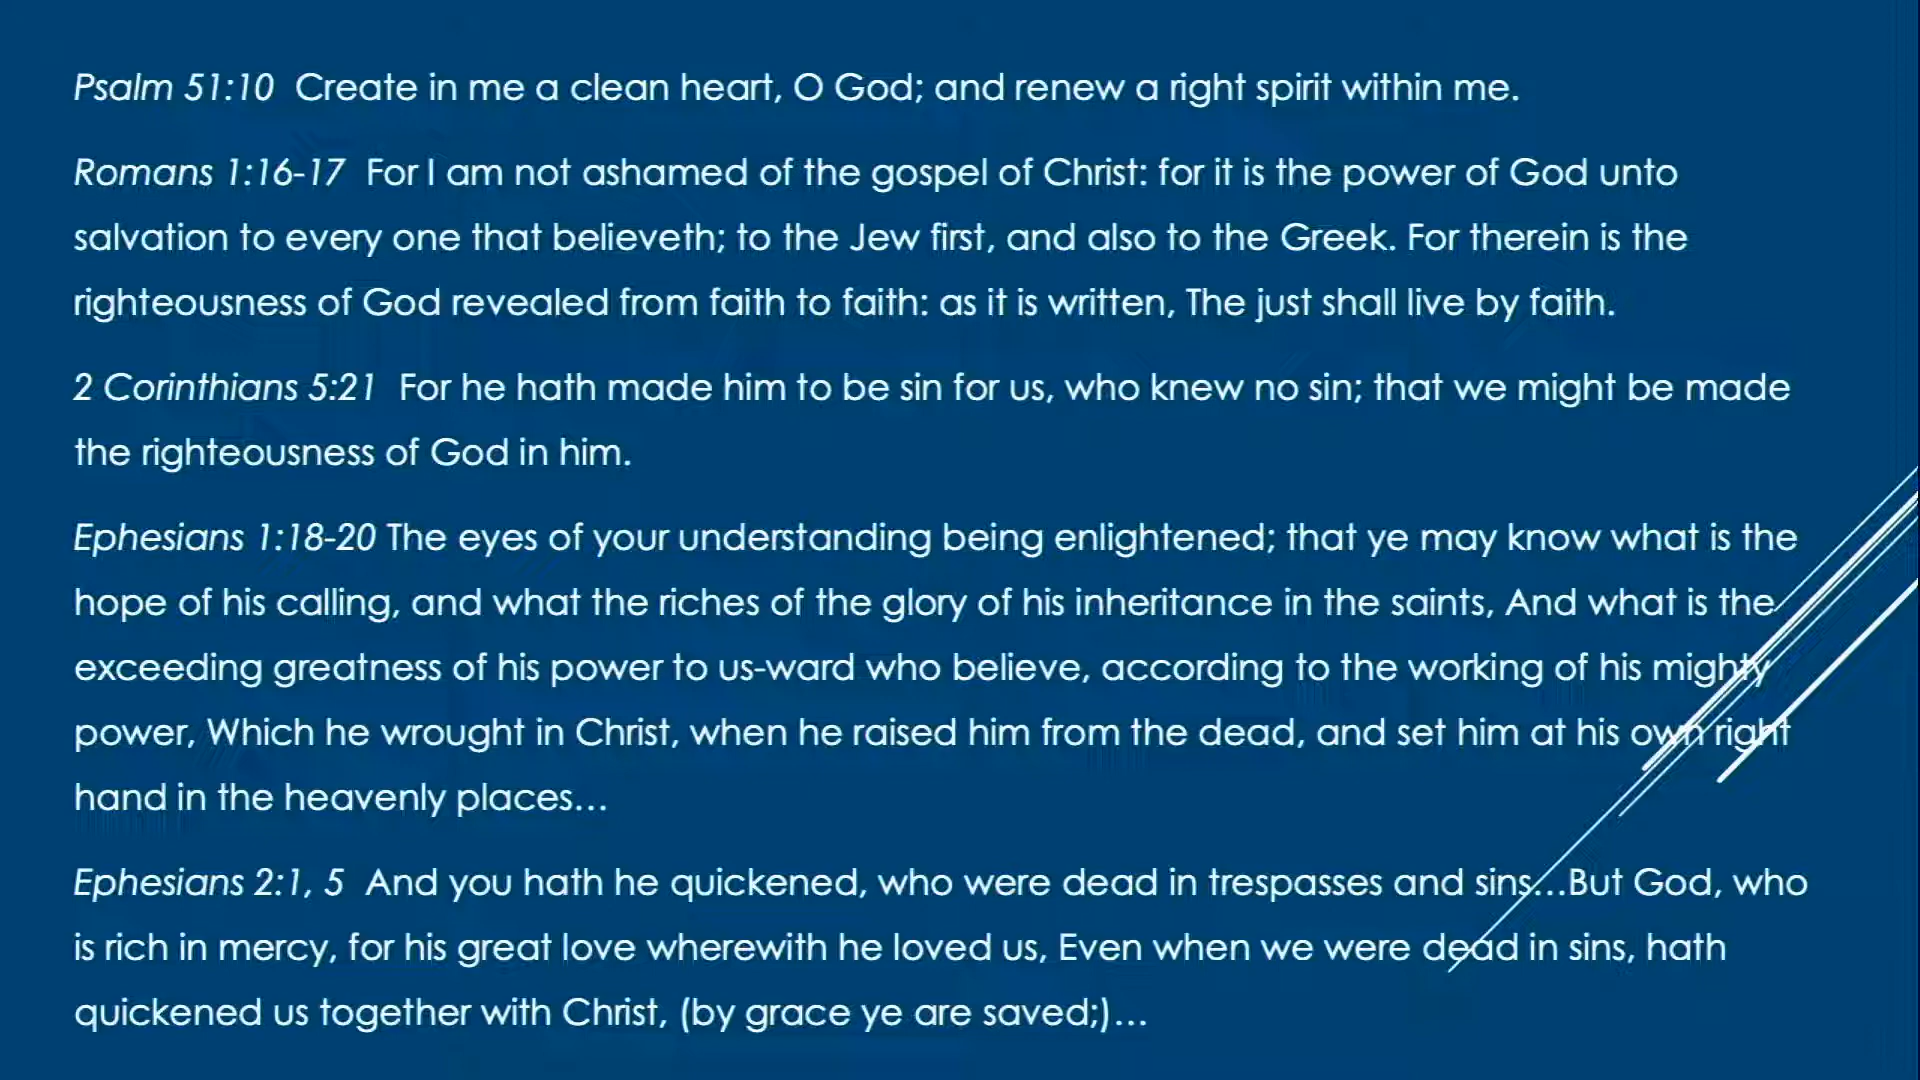 Psalm 51:10  Create in me a clean heart, O God; and renew a right spirit within me.
Romans 1:16-17  For I am not ashamed of the gospel of Christ: for it is the power of God unto
salvation to every one that believeth; to the Jew first, and also to the Greek. For therein is the
righteousness of God revealed from faith to faith: as it is written, The just shall live by faith.
2 Corinthians 5:21  For he hath made him to be sin for us, who knew no sin; that we might be made
the righteousness of God in him.
Ephesians 1:18-20 The eyes of your understanding being enlightened; that ye may know what is the
hope of his calling, and what the riches of the glory of his inheritance in the saints, And what is the
exceeding greatness of his power to us-ward who believe, according to the working of his mighty
power, Which he wrought in Christ, when he raised him from the dead, and set him at his own right
hand in the heavenly places…
Ephesians 2:1, 5  And you hath he quickened, who were dead in trespasses and sins…But God, who
is rich in mercy, for his great love wherewith he loved us, Even when we were dead in sins, hath
quickened us together with Christ, (by grace ye are saved;)…